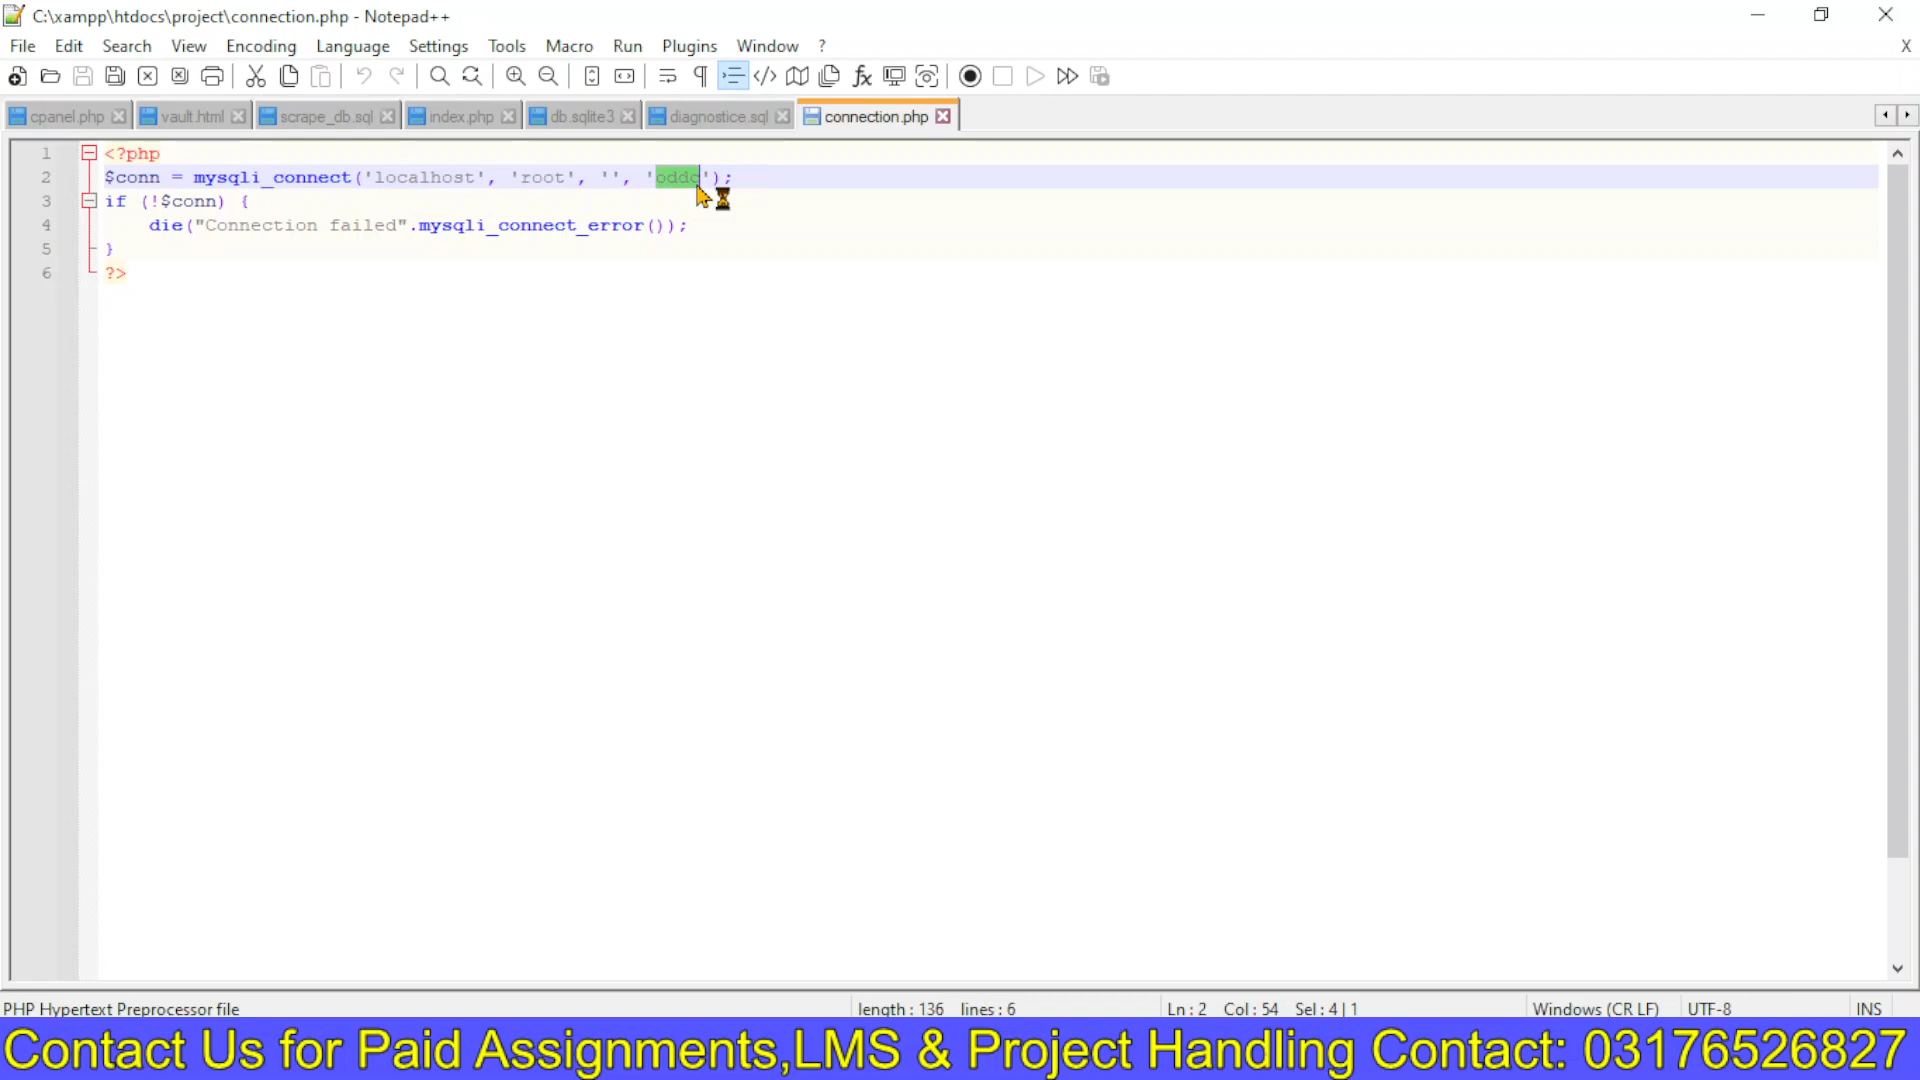 C:\xampp\htdocs\project\connection.php - Notepad++
File Edit Search View Encoding Language Settings Tools Macro Run Plugins Window ? X
cpanel.php vault.html scrape_db.sql index.php db.sqlite3 diagnostice.sql connection.php
1 <?php
2 $conn = mysqli_connect('localhost', 'root', '', 'oddc');
3 if (!$conn) {
4 die("Connection failed".mysqli_connect_error());
5 }
6 ?>
PHP Hypertext Preprocessor file length : 136 lines : 6 Ln : 2 Col : 54 Sel : 4 | 1 Windows (CR LF) UTF-8 INS
Contact Us for Paid Assignments,LMS & Project Handling Contact: 03176526827